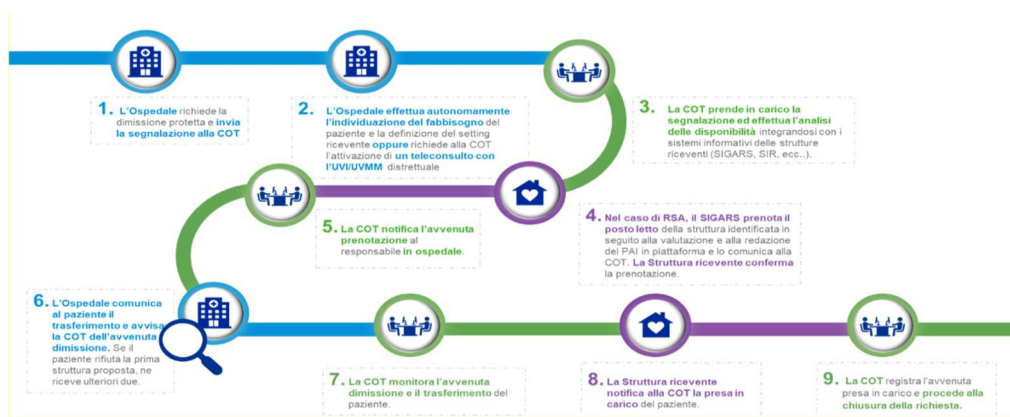 1. L'Ospedale richiede la
dimissione protetta e invia
la segnalazione alla COT
2. L'Ospedale effettua autonomamente
l'individuazione del fabbisogno del
paziente e la definizione del setting
ricevente oppure richiede alla COT
l'attivazione di un teleconsulto con
l'UVI/UVMM distrettuale
3. La COT prende in carico la
segnalazione ed effettua l'analisi
delle disponibilità integrandosi con i
sistemi informativi delle strutture
riceventi (SIGARS, SIR, ecc..).
4. Nel caso di RSA, il SIGARS prenota il
posto letto della struttura identificata in
seguito alla valutazione e alla redazione
del PAI in piattaforma e lo comunica alla
COT. La Struttura ricevente conferma
la prenotazione.
5. La COT notifica l'avvenuta
prenotazione al
responsabile in ospedale.
6. L'Ospedale comunica
al paziente il
trasferimento e avvisa
la COT dell'avvenuta
dimissione. Se il
paziente rifiuta la prima
struttura proposta, ne
riceve ulteriori due.
7. La COT monitora l'avvenuta
dimissione e il trasferimento del
paziente.
8. La Struttura ricevente
notifica alla COT la presa in
carico del paziente.
9. La COT registra l'avvenuta
presa in carico e procede alla
chiusura della richiesta.